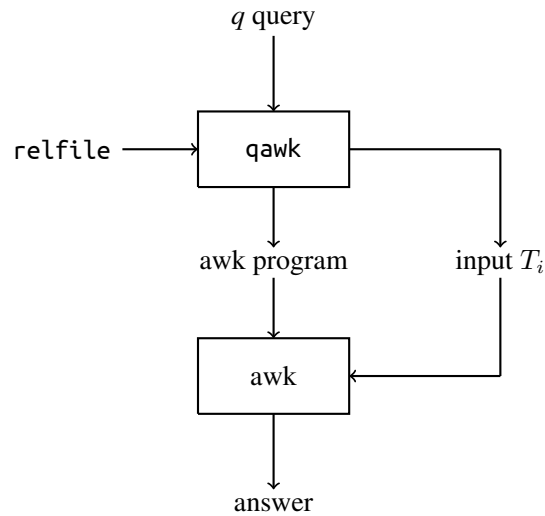 q query
relfile
qawk
awk program
input T_i
awk
answer